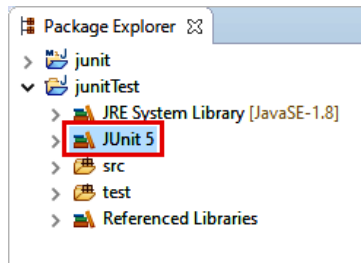 Package Explorer
junit
junitTest
JRE System Library [JavaSE-1.8]
JUnit 5
src
test
Referenced Libraries